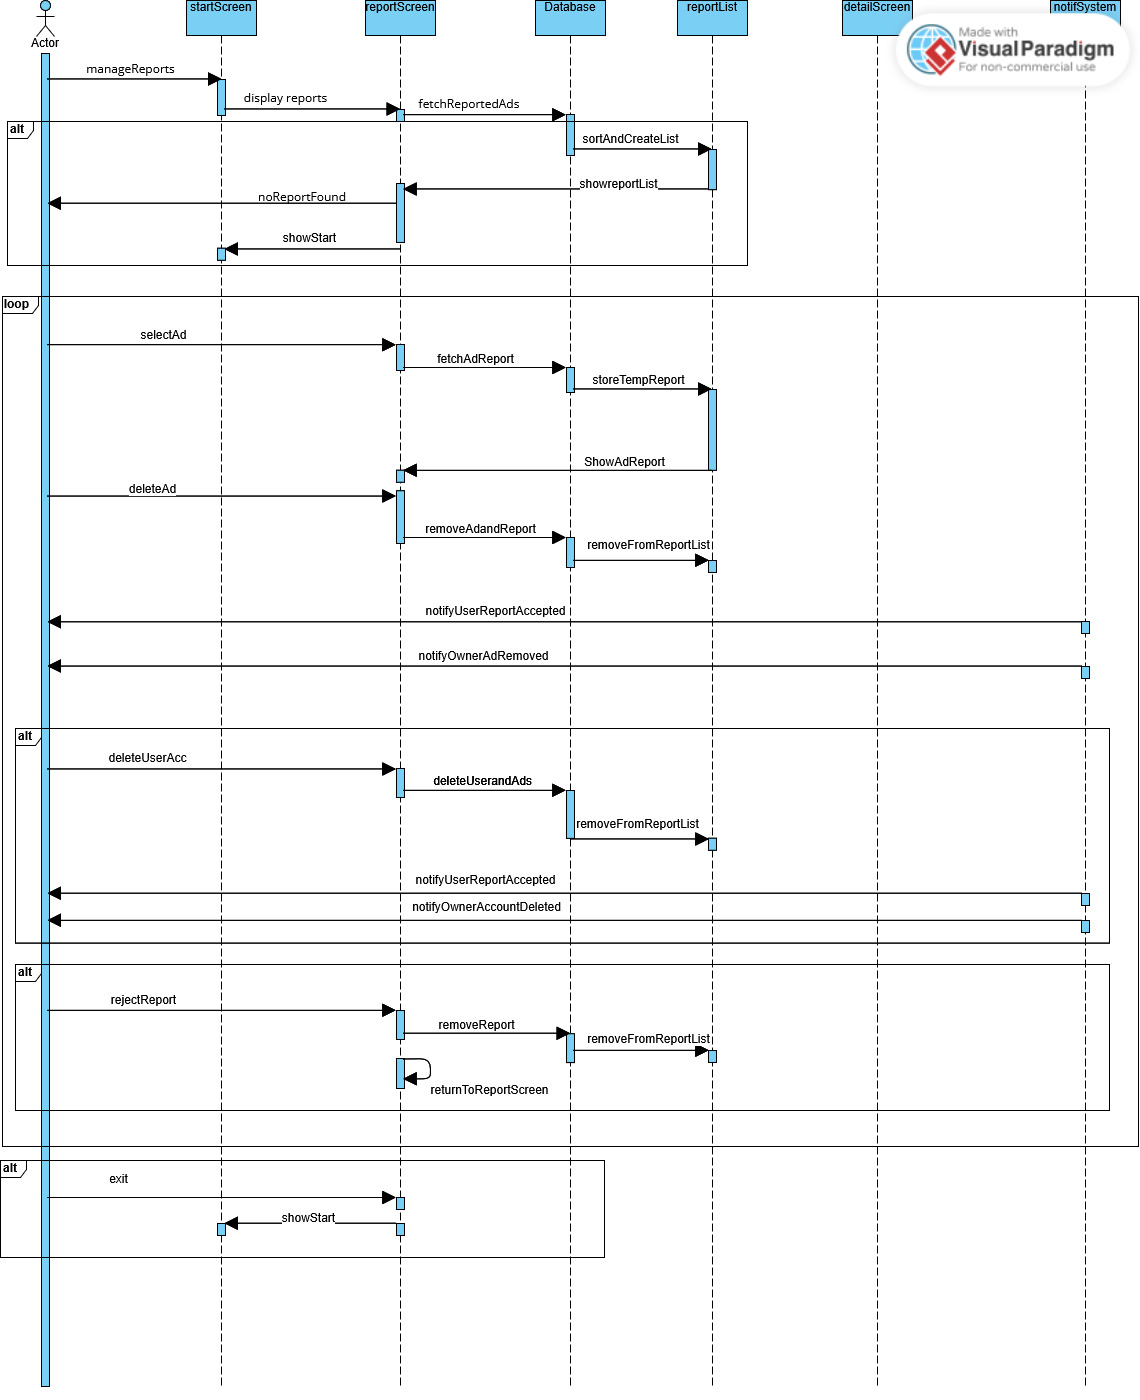 startScreen
reportScreen
Database
reportList
detailScreen
notifSystem
Made with
VisualParadigm
For non-commercial use
Actor
manageReports
display reports
fetchReportedAds
alt
sortAndCreateList
showreportList
noReportFound
showStart
loop
selectAd
fetchAdReport
storeTempReport
ShowAdReport
deleteAd
removeAdandReport
removeFromReportList
notifyUserReportAccepted
notifyOwnerAdRemoved
alt
deleteUserAcc
deleteUserandAds
removeFromReportList
notifyUserReportAccepted
notifyOwnerAccountDeleted
alt
rejectReport
removeReport
removeFromReportList
returnToReportScreen
alt
exit
showStart